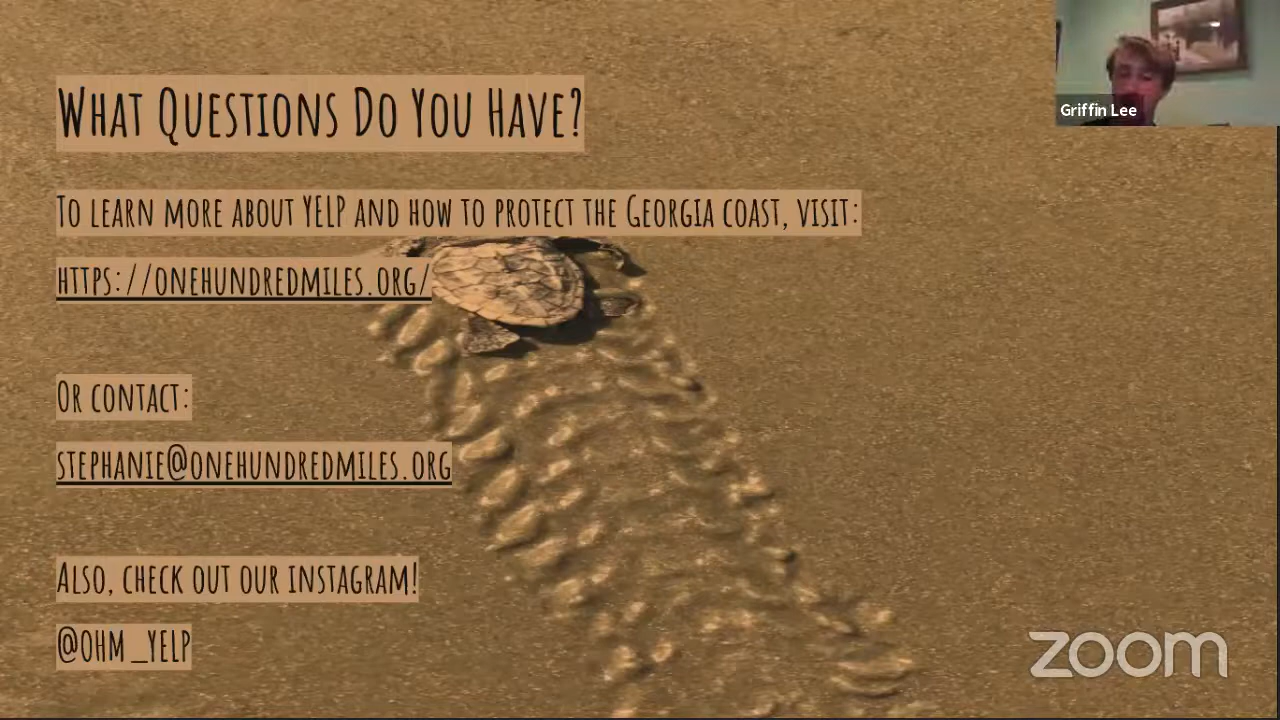 What Questions Do You Have?
Griffin Lee
To learn more about YELP and how to protect the Georgia coast, visit:
https://onehundredmiles.org/
Or contact:
stephanie@onehundredmiles.org
Also, check out our instagram!
@ohm_yelp
zoom